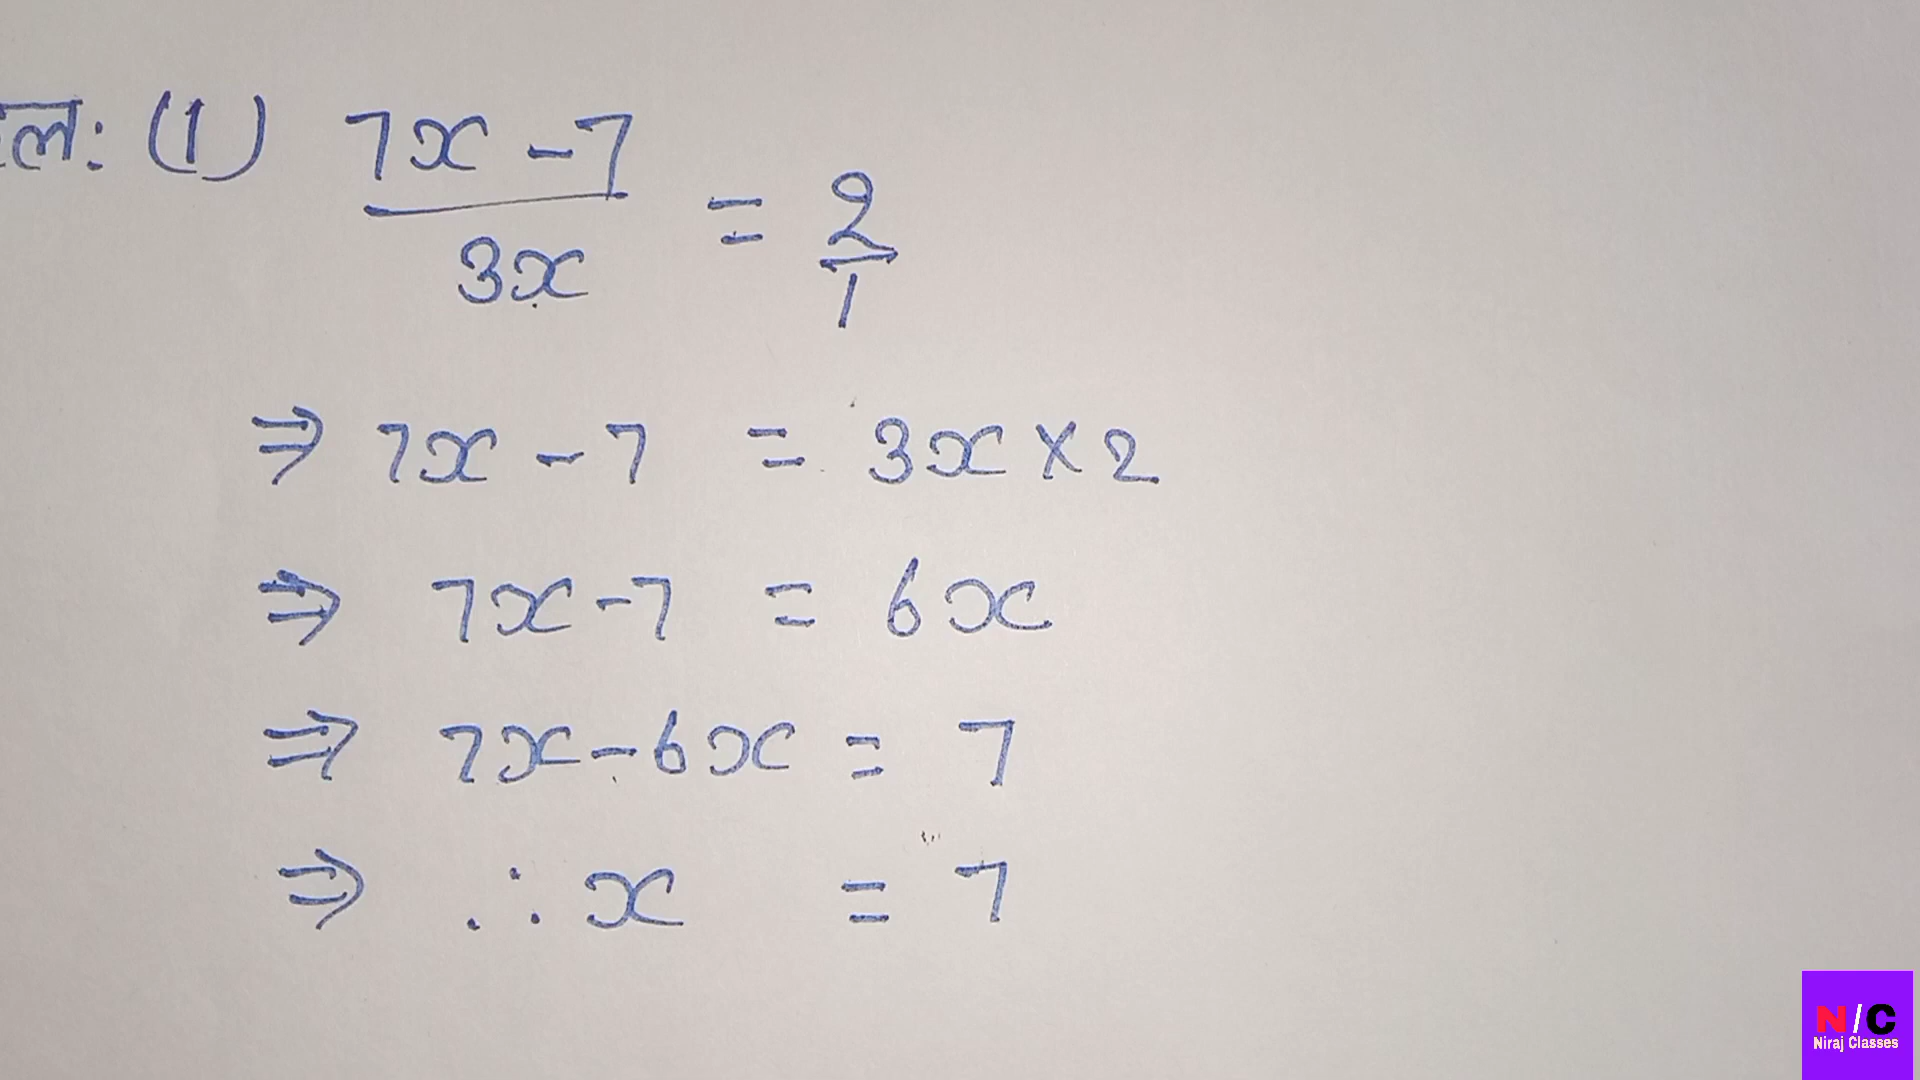 हल: (1) 7x - 7 / 3x = 2/1
⇒ 7x - 7 = 3x × 2
⇒ 7x - 7 = 6x
⇒ 7x - 6x = 7
⇒ ∴ x = 7
N/C
Niraj Classes